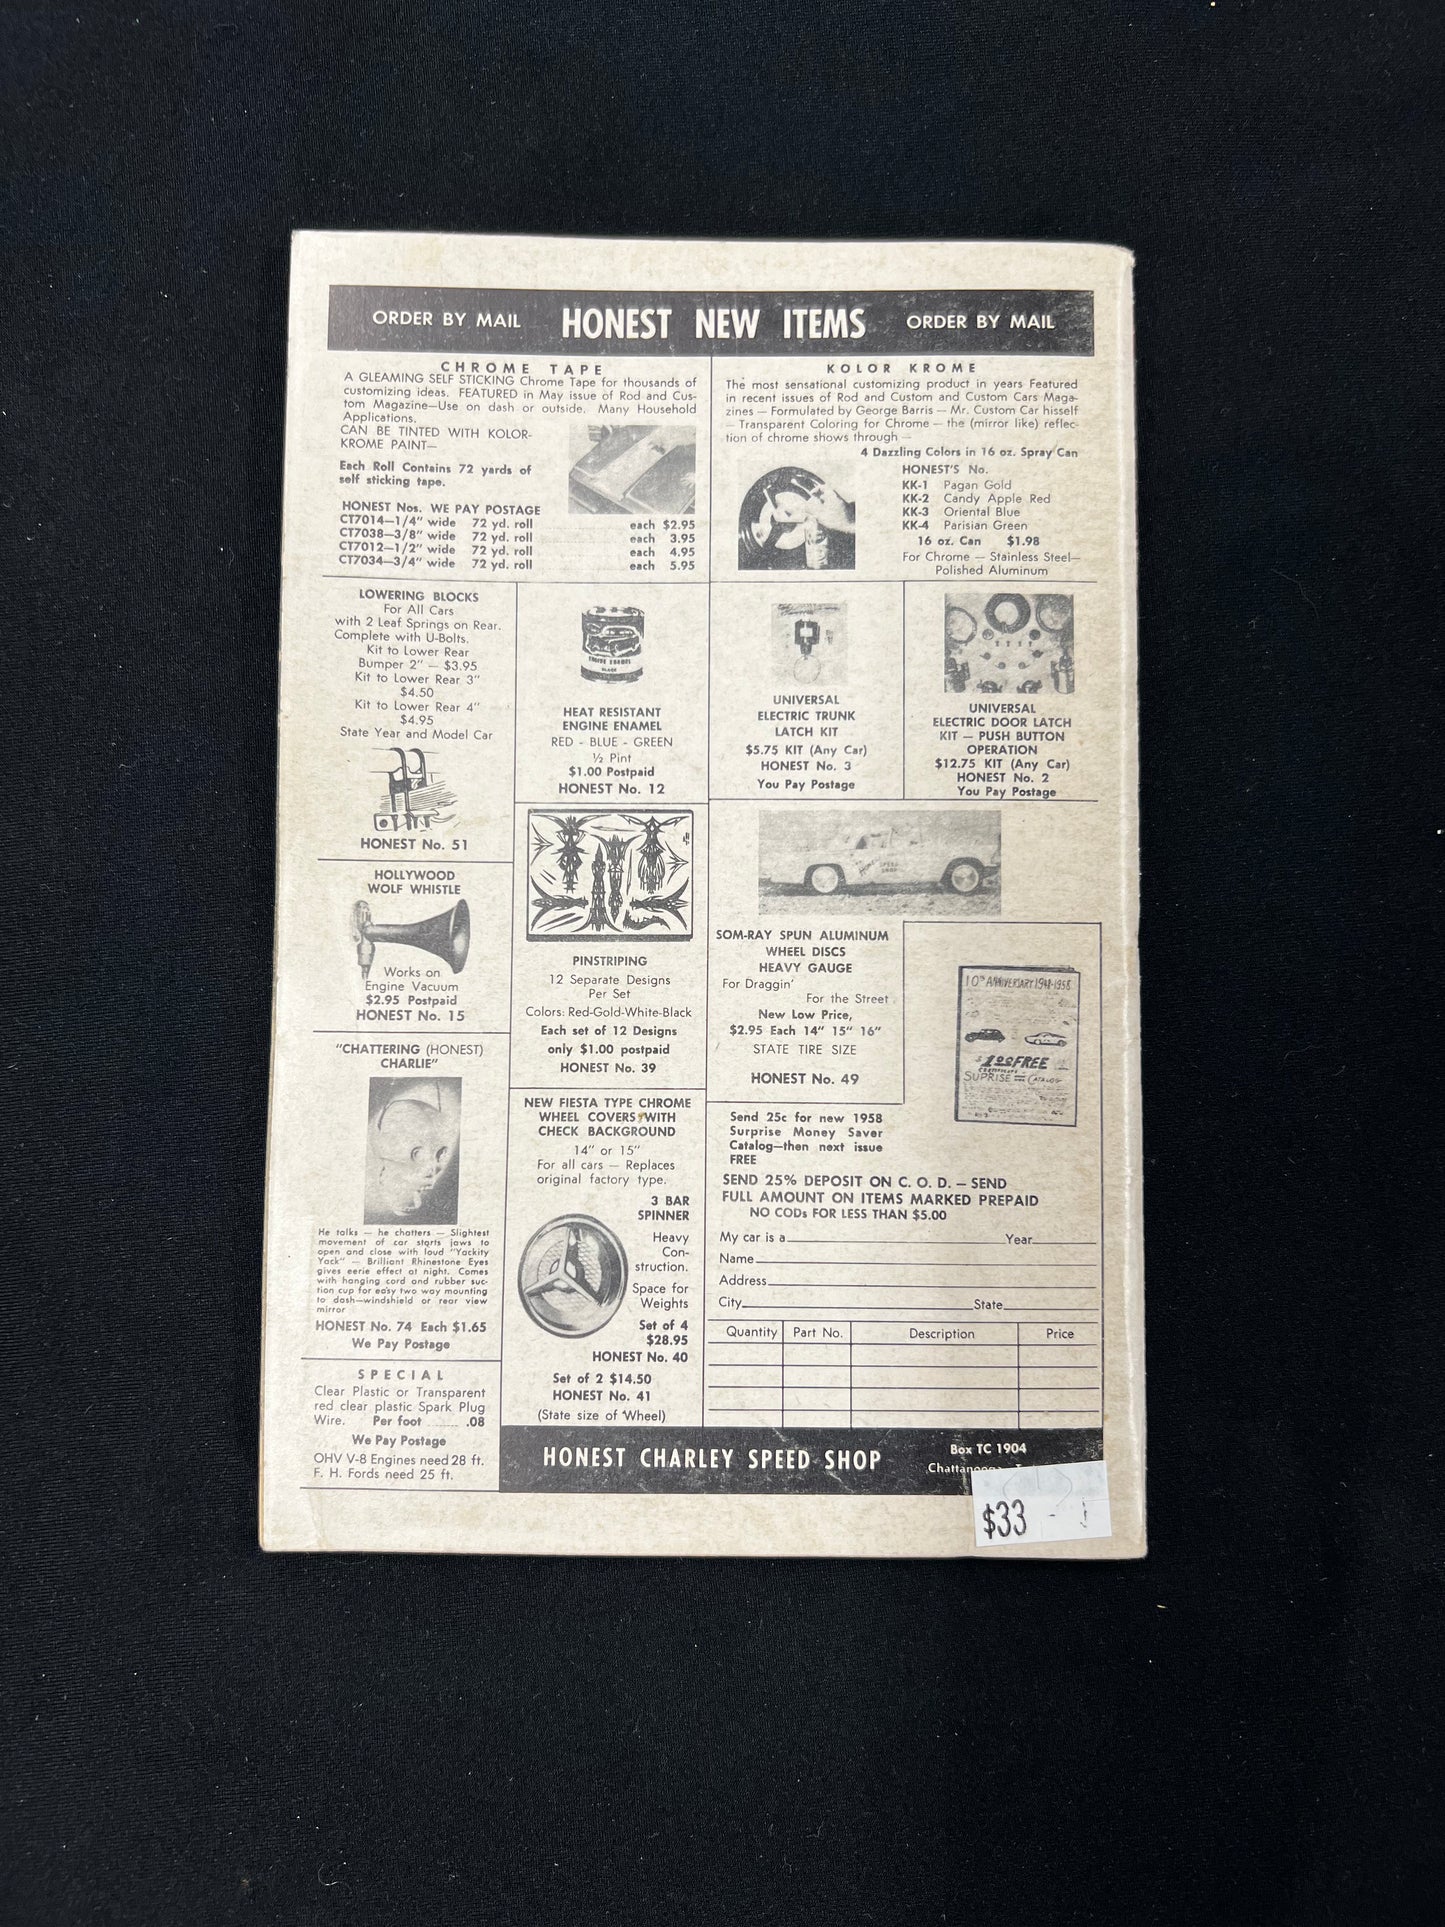 ORDER BY MAIL HONEST NEW ITEMS ORDER BY MAIL
CHROME TAPE
A GLEAMING SELF STICKING Chrome Tape for thousands of
customizing ideas. FEATURED in May issue of Rod and Cus-
tom Magazine—Use on dash or outside. Many Household
Applications.
CAN BE TINTED WITH KOLOR-
KROME PAINT—
Each Roll Contains 72 yards of
self sticking tape.
HONEST Nos. WE PAY POSTAGE
CT7014—1/4" wide 72 yd. roll each $2.95
CT7038—3/8" wide 72 yd. roll each 3.95
CT7012—1/2" wide 72 yd. roll each 4.95
CT7034—3/4" wide 72 yd. roll each 5.95
KOLOR KROME
The most sensational customizing product in years Featured
in recent issues of Rod and Custom and Custom Cars Maga-
zines — Formulated by George Barris — Mr. Custom Car hisself
— Transparent Coloring for Chrome — the (mirror like) reflec-
tion of chrome shows through —
4 Dazzling Colors in 16 oz. Spray Can
HONEST'S No.
KK-1 Pagan Gold
KK-2 Candy Apple Red
KK-3 Oriental Blue
KK-4 Parisian Green
16 oz. Can $1.98
For Chrome — Stainless Steel—
Polished Aluminum
LOWERING BLOCKS
For All Cars
with 2 Leaf Springs on Rear.
Complete with U-Bolts.
Kit to Lower Rear
Bumper 2" — $3.95
Kit to Lower Rear 3"
$4.50
Kit to Lower Rear 4"
$4.95
State Year and Model Car
HONEST No. 51
ENGINE ENAMEL
BLACK
HEAT RESISTANT
ENGINE ENAMEL
RED - BLUE - GREEN
½ Pint
$1.00 Postpaid
HONEST No. 12
UNIVERSAL
ELECTRIC TRUNK
LATCH KIT
$5.75 KIT (Any Car)
HONEST No. 3
You Pay Postage
UNIVERSAL
ELECTRIC DOOR LATCH
KIT — PUSH BUTTON
OPERATION
$12.75 KIT (Any Car)
HONEST No. 2
You Pay Postage
HOLLYWOOD
WOLF WHISTLE
Works on
Engine Vacuum
$2.95 Postpaid
HONEST No. 15
PINSTRIPING
12 Separate Designs
Per Set
Colors: Red-Gold-White-Black
Each set of 12 Designs
only $1.00 postpaid
HONEST No. 39
SPEED
SHOP
SOM-RAY SPUN ALUMINUM
WHEEL DISCS
HEAVY GAUGE
For Draggin'
For the Street
New Low Price,
$2.95 Each 14" 15" 16"
STATE TIRE SIZE
HONEST No. 49
10th ANNIVERSARY 1948-1958
$1.00 FREE
CERTIFICATE
SUPRISE CATALOG
"CHATTERING (HONEST)
CHARLIE"
He talks — he chatters — Slightest
movement of car starts jaws to
open and close with loud "Yackity
Yack" — Brilliant Rhinestone Eyes
gives eerie effect at night. Comes
with hanging cord and rubber suc-
tion cup for easy two way mounting
to dash—windshield or rear view
mirror
HONEST No. 74 Each $1.65
We Pay Postage
NEW FIESTA TYPE CHROME
WHEEL COVERS WITH
CHECK BACKGROUND
14" or 15"
For all cars — Replaces
original factory type.
3 BAR
SPINNER
Heavy
Con-
struction.
Space for
Weights
Set of 4
$28.95
HONEST No. 40
Set of 2 $14.50
HONEST No. 41
(State size of Wheel)
Send 25c for new 1958
Surprise Money Saver
Catalog—then next issue
FREE
SEND 25% DEPOSIT ON C. O. D. — SEND
FULL AMOUNT ON ITEMS MARKED PREPAID
NO CODs FOR LESS THAN $5.00
My car is a Year
Name
Address
City State
Quantity Part No. Description Price
SPECIAL
Clear Plastic or Transparent
red clear plastic Spark Plug
Wire. Per foot .08
We Pay Postage
OHV V-8 Engines need 28 ft.
F. H. Fords need 25 ft.
HONEST CHARLEY SPEED SHOP
Box TC 1904
Chattanooga
$33